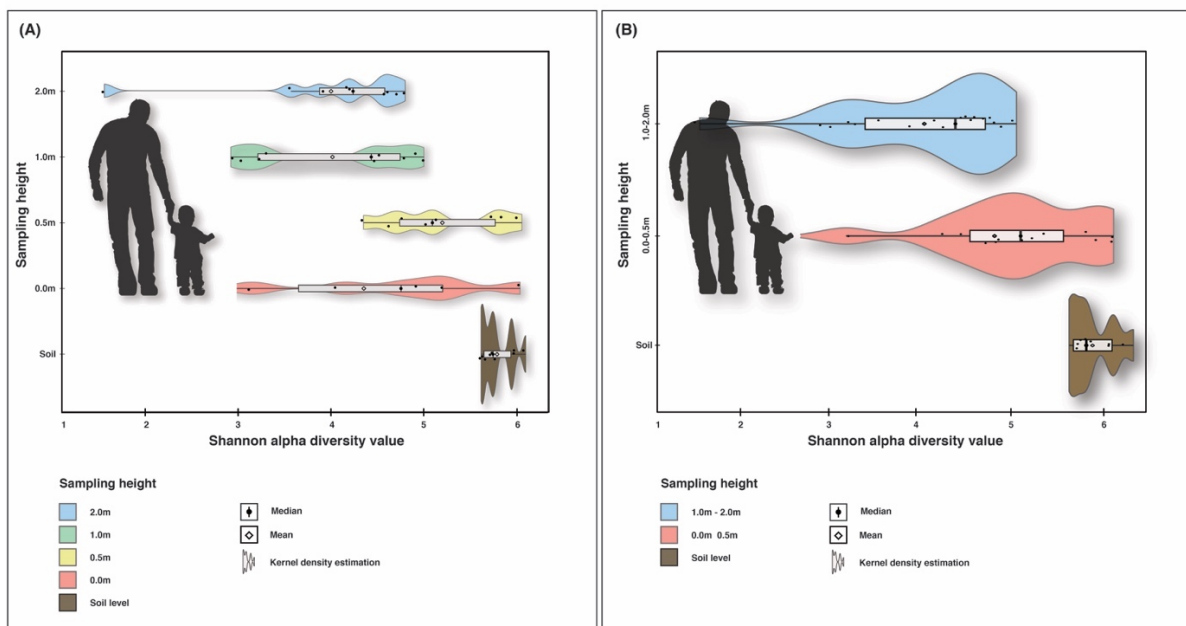 (A)
2.0m
1.0m
0.5m
0.0m
Soil
Sampling height
1 2 3 4 5 6
Shannon alpha diversity value
Sampling height
2.0m
1.0m
0.5m
0.0m
Soil level
Median
Mean
Kernel density estimation
(B)
1.0-2.0m
0.0-0.5m
Soil
Sampling height
1 2 3 4 5 6
Shannon alpha diversity value
Sampling height
1.0m - 2.0m
0.0m 0.5m
Soil level
Median
Mean
Kernel density estimation